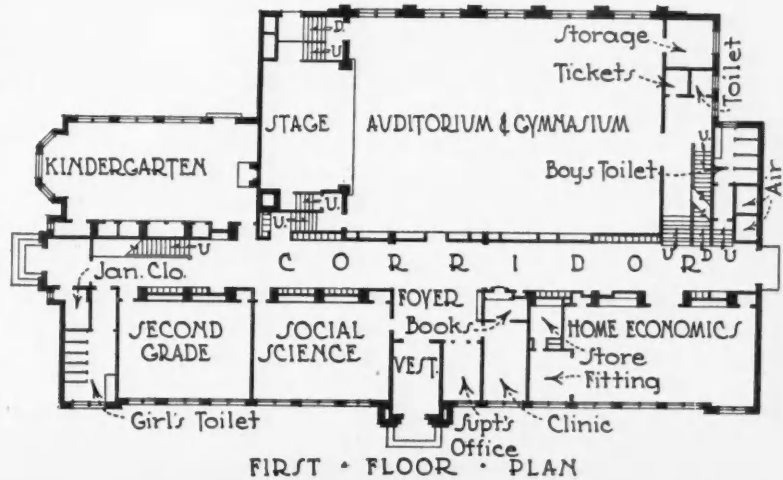 D.
U
Storage
Tickets
Toilet
STAGE
AUDITORIUM & GYMNASIUM
KINDERGARTEN
U.
Boys Toilet
Air
U.
U.
U
U
D
U
CORRIDOR
Jan. Clo.
FOYER
Books
SECOND
GRADE
SOCIAL
SCIENCE
HOME ECONOMICS
Store
VEST.
Fitting
Girl's Toilet
Supt's
Office
Clinic
FIRST • FLOOR • PLAN